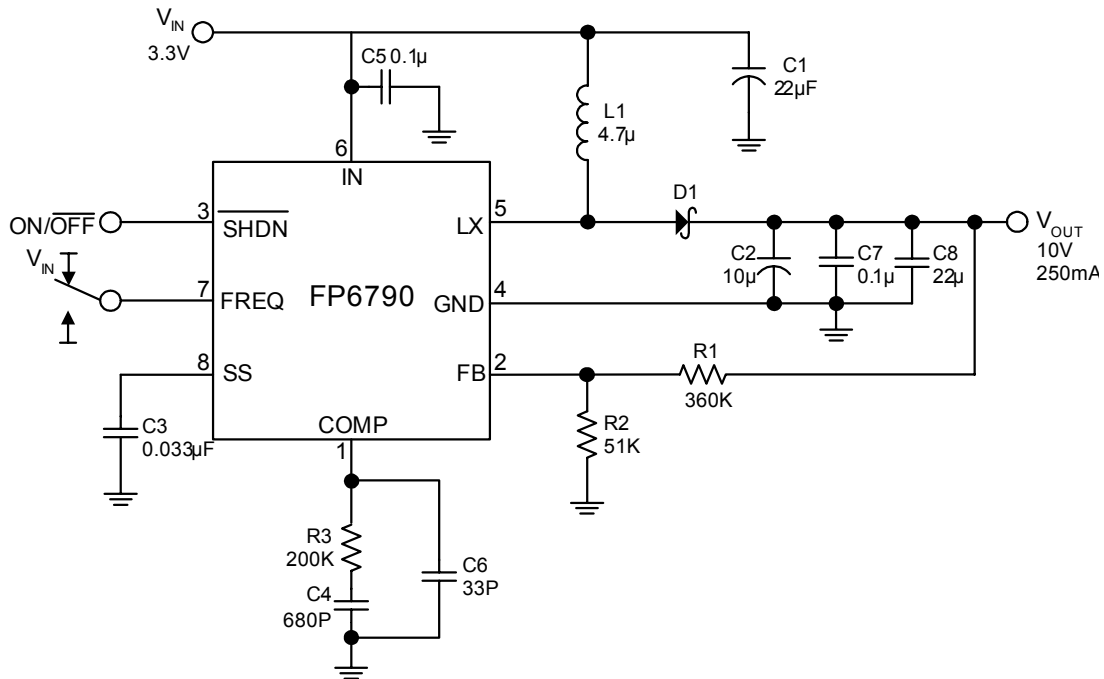 VIN
3.3V
C5 0.1µ
C1
22µF
L1
4.7µ
6
IN
ON/OFF
3
SHDN
LX
5
D1
VOUT
10V
250mA
C2
10µ
C7
0.1µ
C8
22µ
VIN
7
FREQ
FP6790
GND
4
8
SS
FB
2
R1
360K
R2
51K
C3
0.033µF
COMP
1
R3
200K
C4
680P
C6
33P